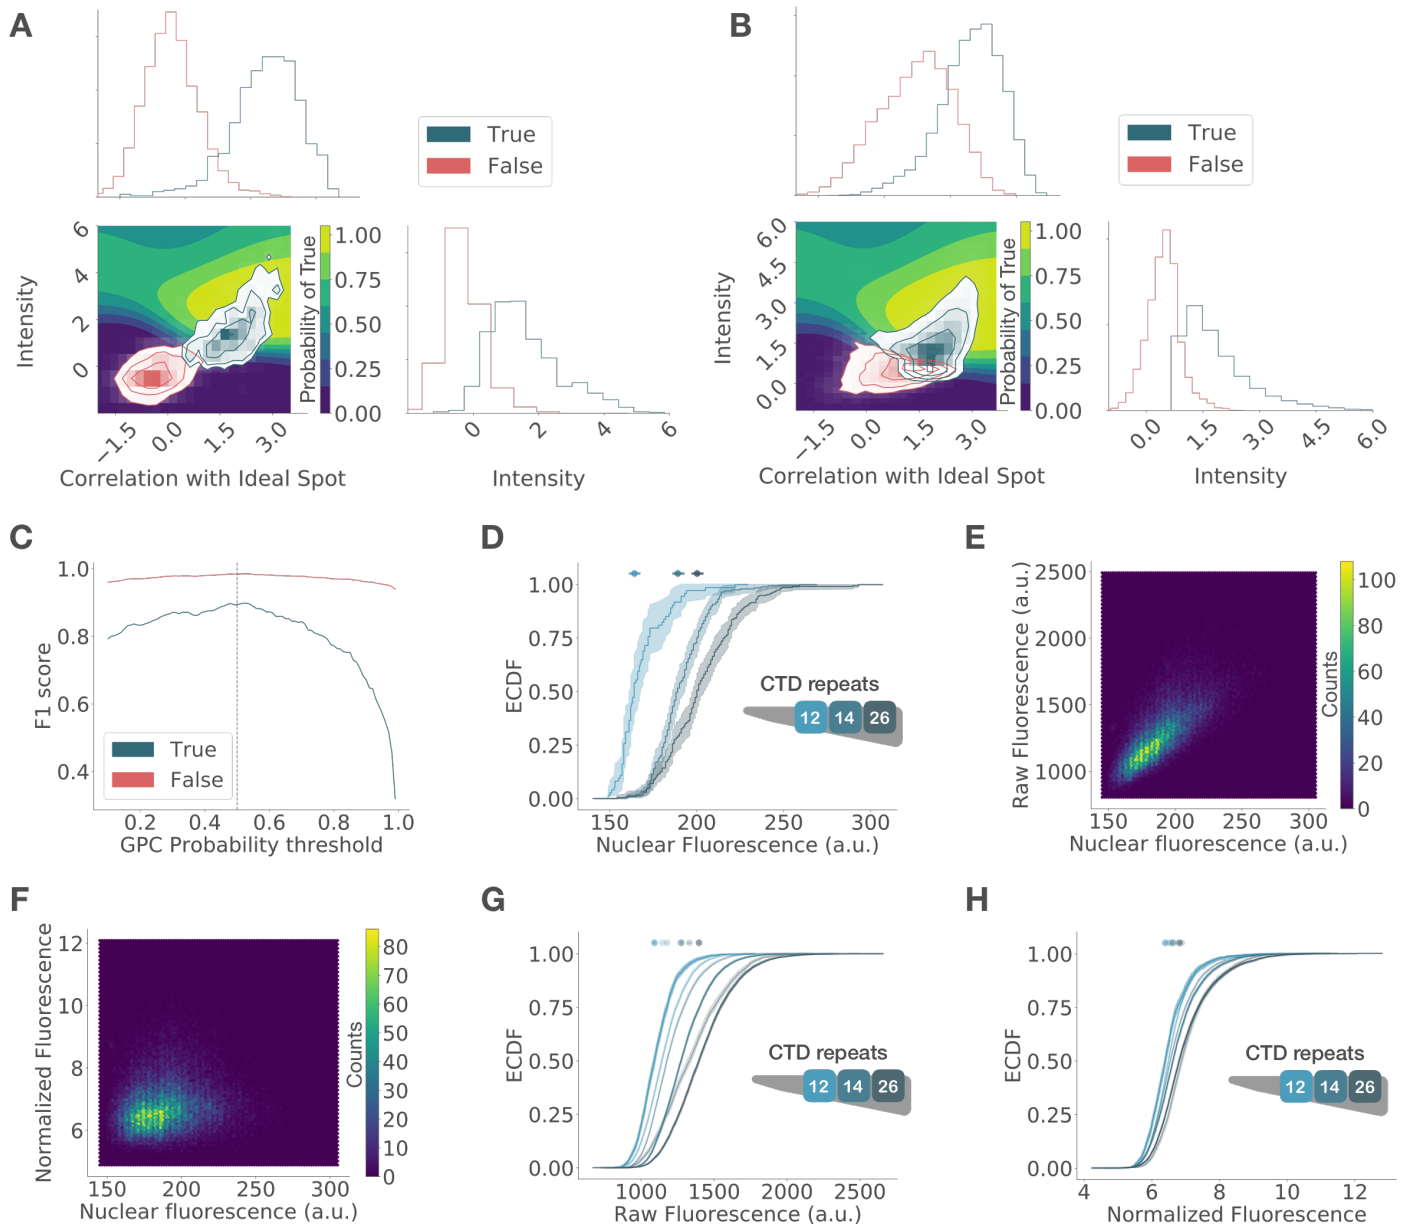 A
True
False
6
4
2
0
Intensity
−1.5
0.0
1.5
3.0
Correlation with Ideal Spot
1.00
0.75
0.50
0.25
0.00
Probability of True
0
2
4
6
Intensity
B
True
False
6.0
4.5
3.0
1.5
0.0
Intensity
−1.5
0.0
1.5
3.0
Correlation with Ideal Spot
1.00
0.75
0.50
0.25
0.00
Probability of True
0.0
1.5
3.0
4.5
6.0
Intensity
C
1.0
0.8
0.6
0.4
F1 score
True
False
0.2
0.4
0.6
0.8
1.0
GPC Probability threshold
D
1.00
0.75
0.50
0.25
0.00
ECDF
CTD repeats
12 14 26
150
200
250
300
Nuclear Fluorescence (a.u.)
E
2500
2000
1500
1000
Raw Fluorescence (a.u.)
150
200
250
300
Nuclear fluorescence (a.u.)
100
80
60
40
20
0
Counts
F
12
10
8
6
Normalized Fluorescence
150
200
250
300
Nuclear fluorescence (a.u.)
80
70
60
50
40
30
20
10
0
Counts
G
1.00
0.75
0.50
0.25
0.00
ECDF
CTD repeats
12 14 26
1000
1500
2000
2500
Raw Fluorescence (a.u.)
H
1.00
0.75
0.50
0.25
0.00
ECDF
CTD repeats
12 14 26
4
6
8
10
12
Normalized Fluorescence